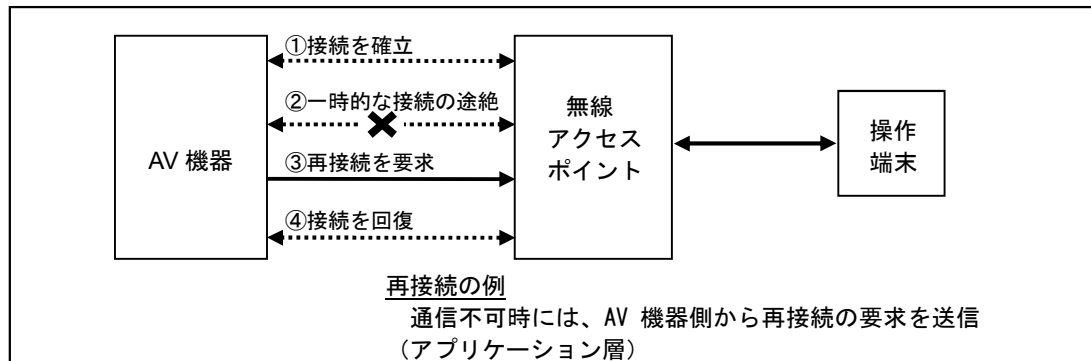 ①接続を確立
②一時的な接続の途絶
AV 機器
③再接続を要求
④接続を回復
無線
アクセス
ポイント
操作
端末
再接続の例
通信不可時には、AV 機器側から再接続の要求を送信
(アプリケーション層)